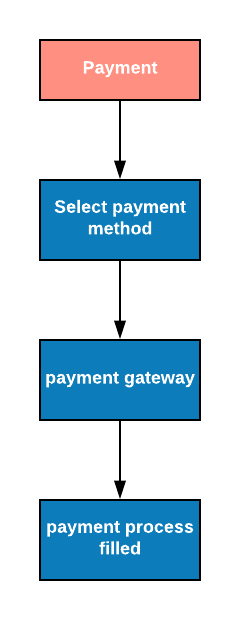 Payment
Select payment
method
payment gateway
payment process
filled